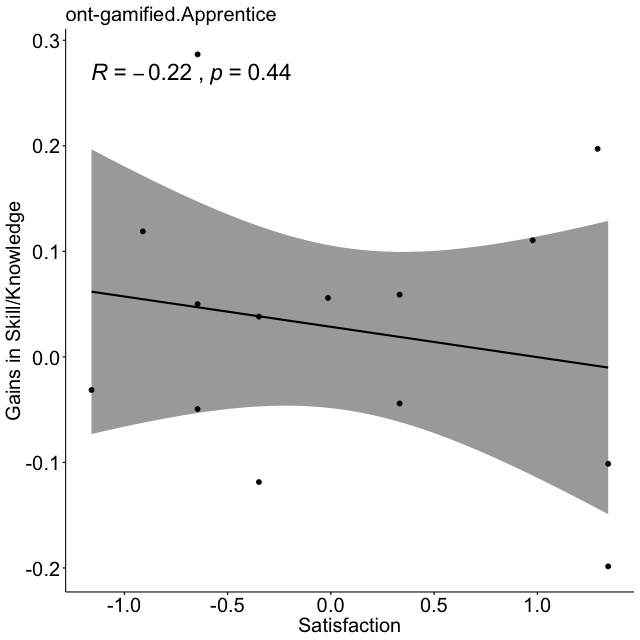 ont-gamified.Apprentice
R = −0.22 , p = 0.44
0.3
0.2
0.1
0.0
-0.1
-0.2
Gains in Skill/Knowledge
-1.0 -0.5 0.0 0.5 1.0
Satisfaction